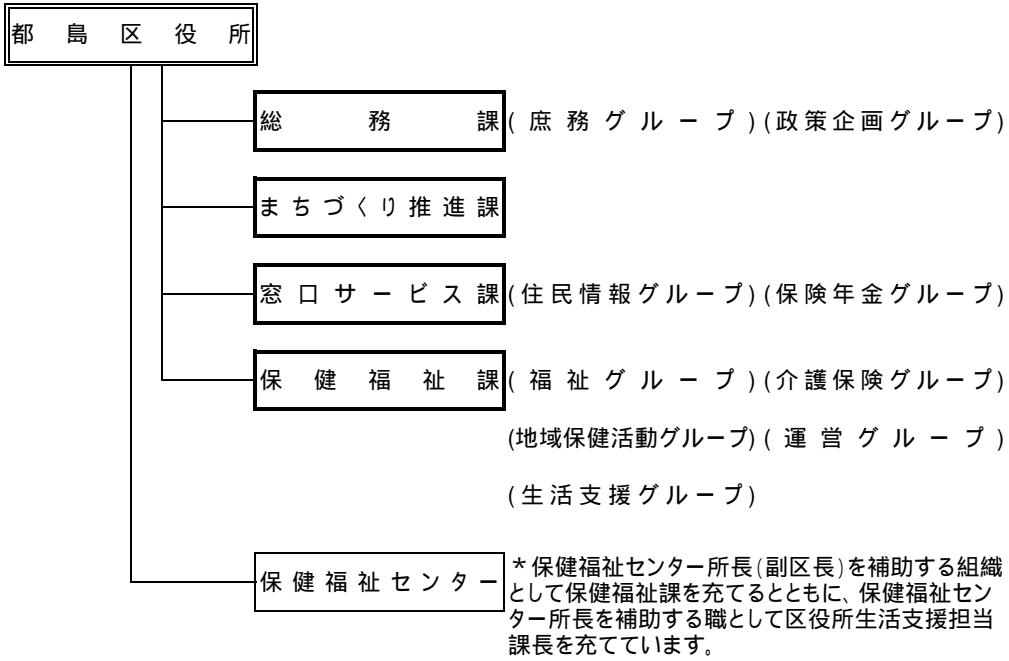 都島区役所
総務課(庶務グループ)(政策企画グループ)
まちづくり推進課
窓口サービス課(住民情報グループ)(保険年金グループ)
保健福祉課(福祉グループ)(介護保険グループ)
(地域保健活動グループ)(運営グループ)
(生活支援グループ)
保健福祉センター
*保健福祉センター所長(副区長)を補助する組織
として保健福祉課を充てるとともに、保健福祉セン
ター所長を補助する職として区役所生活支援担当
課長を充てています。